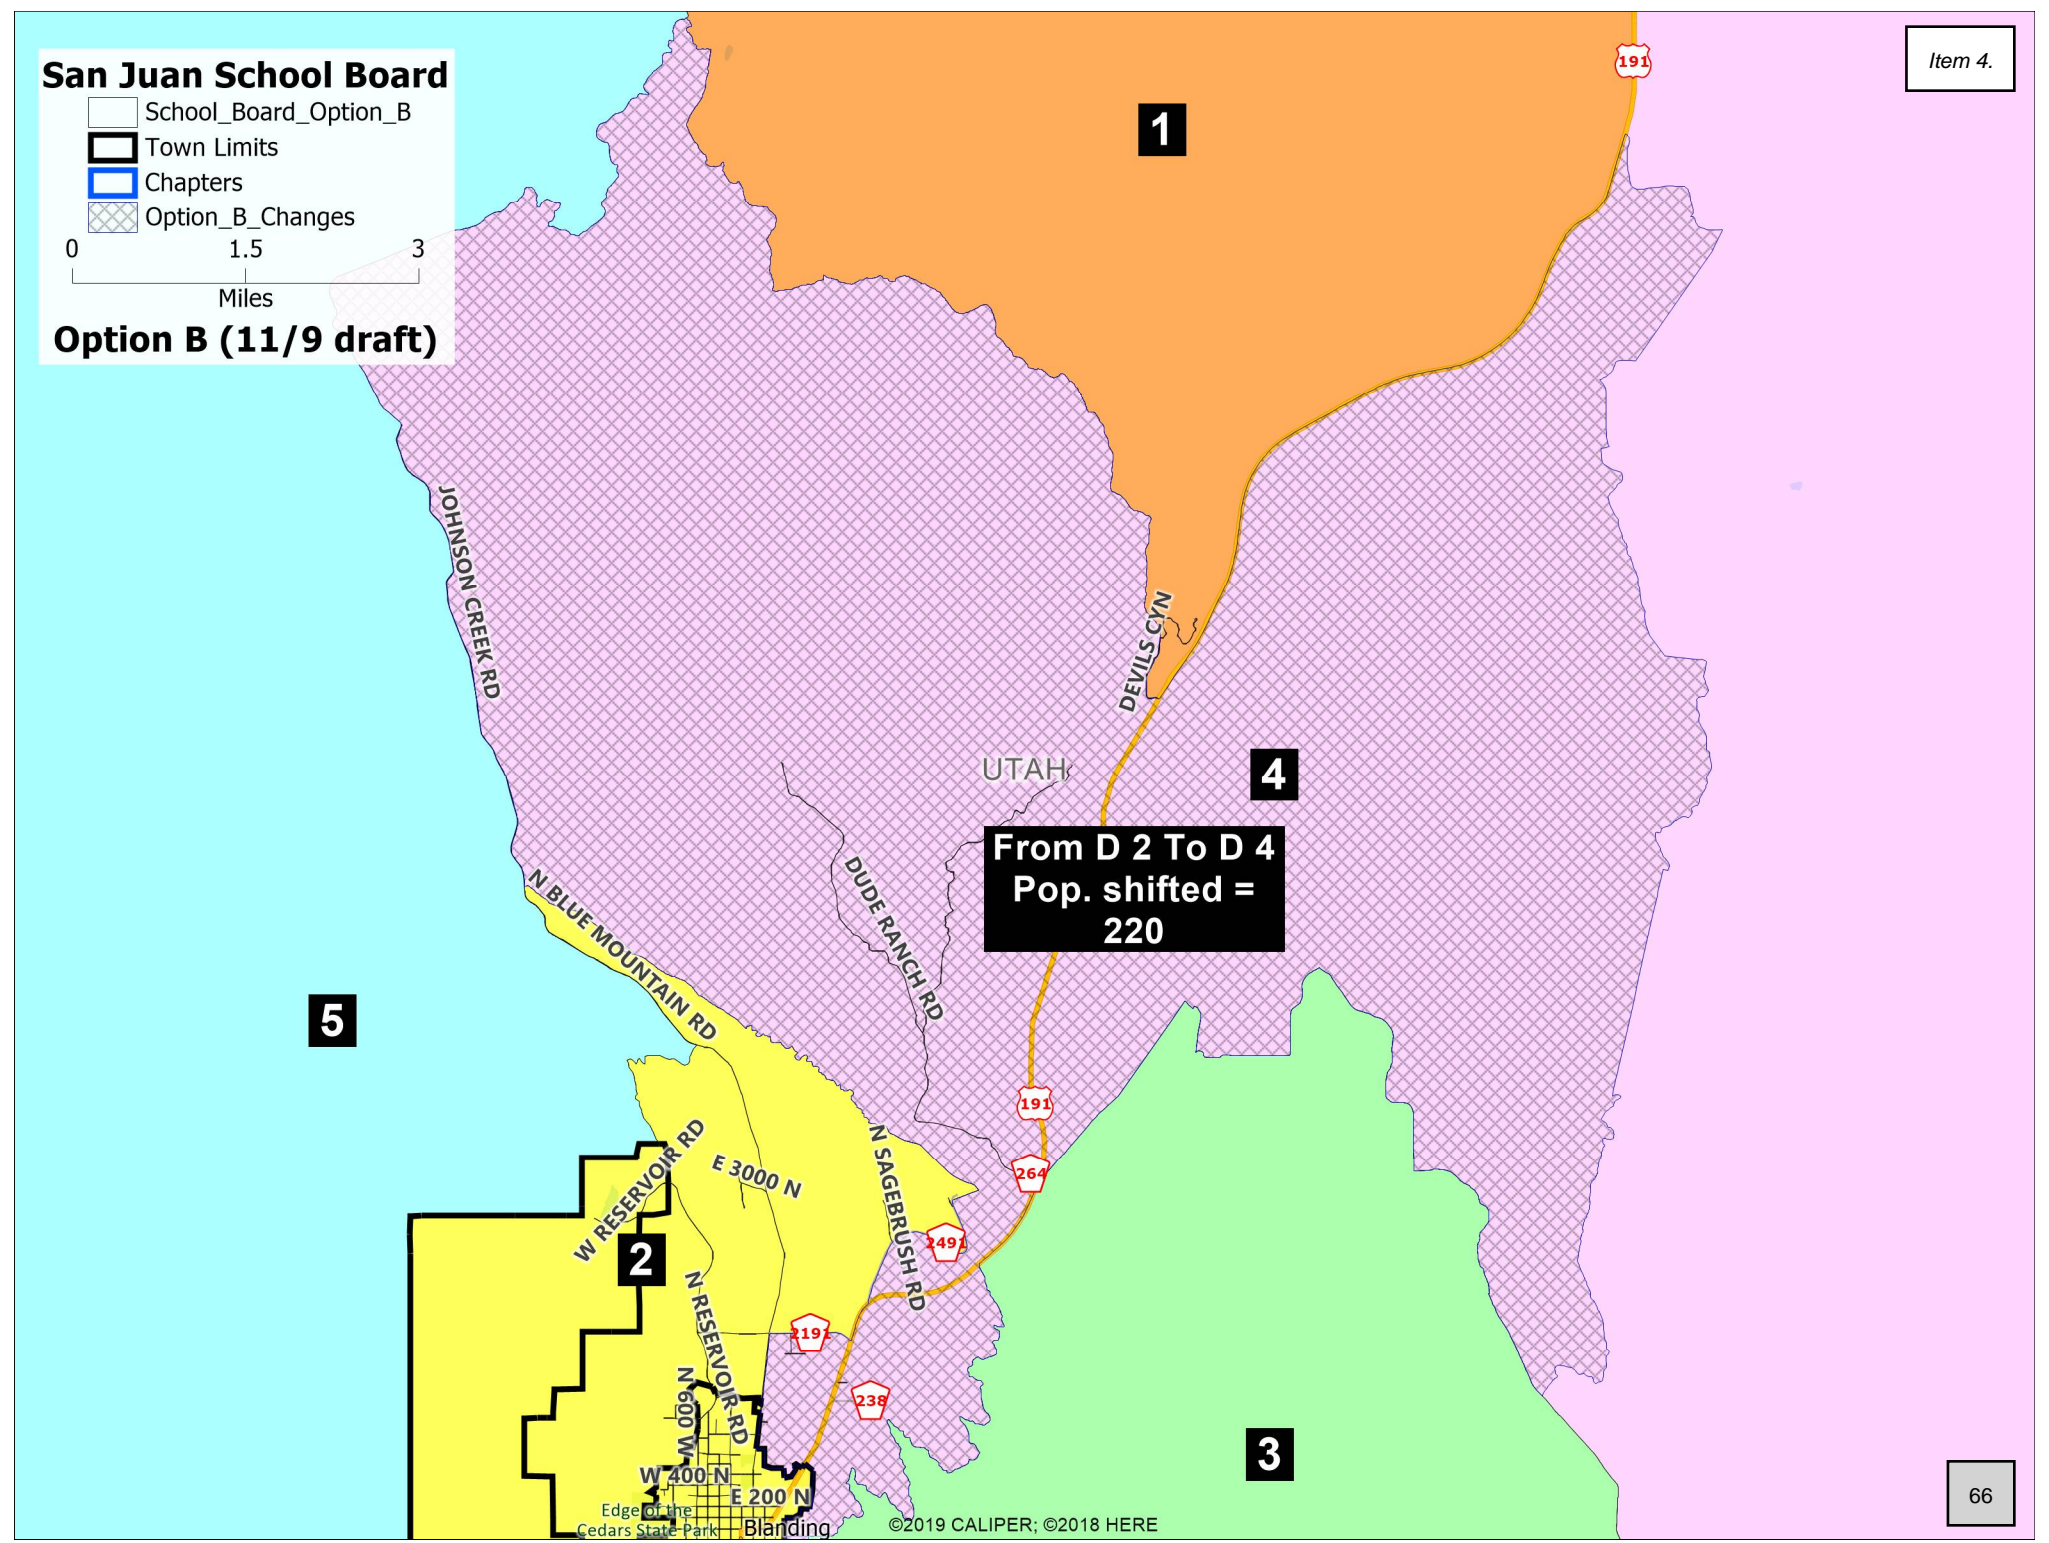 San Juan School Board
School_Board_Option_B
Town Limits
Chapters
Option_B_Changes
0 1.5 3
Miles
Option B (11/9 draft)
Item 4.
191
1
JOHNSON CREEK RD
DEVILS CYN
UTAH
4
From D 2 To D 4
Pop. shifted =
220
N BLUE MOUNTAIN RD
DUDE RANCH RD
5
191
264
W RESERVOIR RD
E 3000 N
N SAGEBRUSH RD
2491
2
N RESERVOIR RD
2191
N 600 W
238
3
W 400 N
E 200 N
Edge of the
Cedars State Park
Blanding
©2019 CALIPER; ©2018 HERE
66